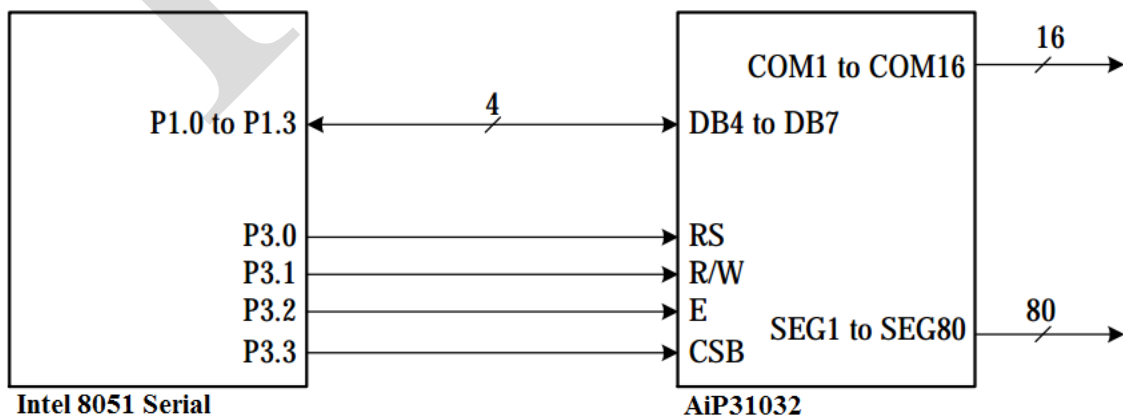 16
COM1 to COM16
4
P1.0 to P1.3
DB4 to DB7
P3.0
RS
P3.1
R/W
P3.2
E
80
SEG1 to SEG80
P3.3
CSB
Intel 8051 Serial
AiP31032